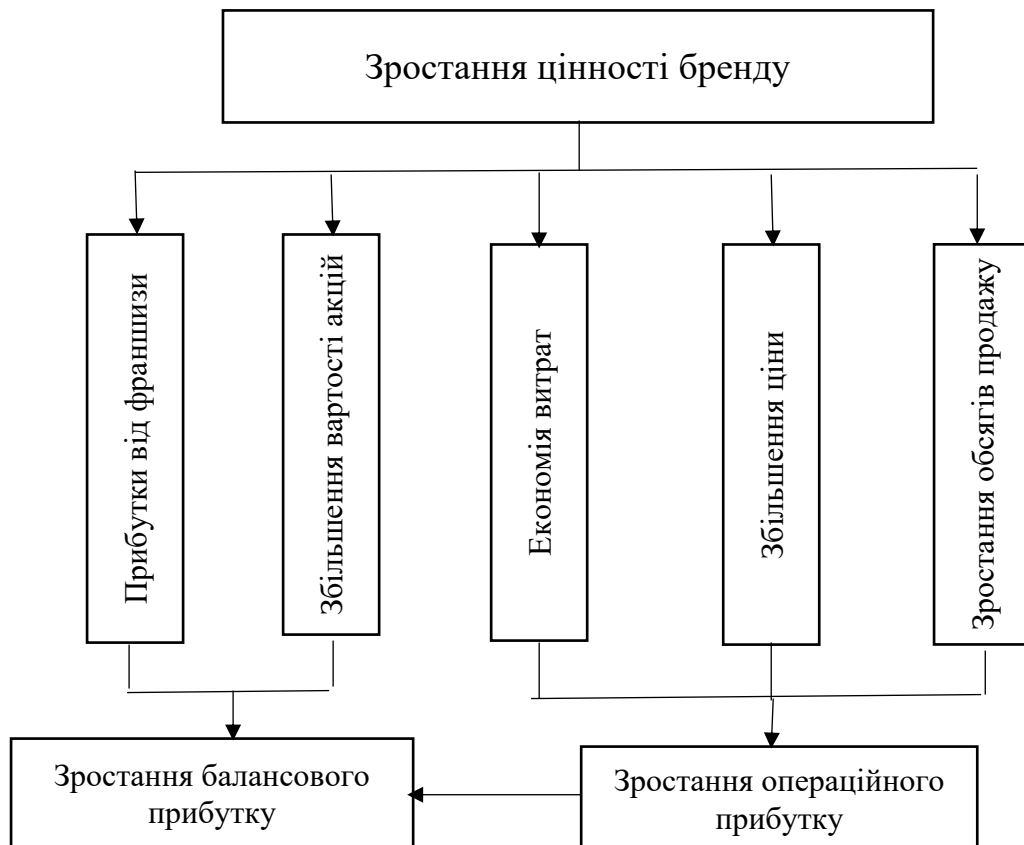 Зростання цінності бренду
Прибутки від франшизи
Збільшення вартості акцій
Економія витрат
Збільшення ціни
Зростання обсягів продажу
Зростання балансового
прибутку
Зростання операційного
прибутку